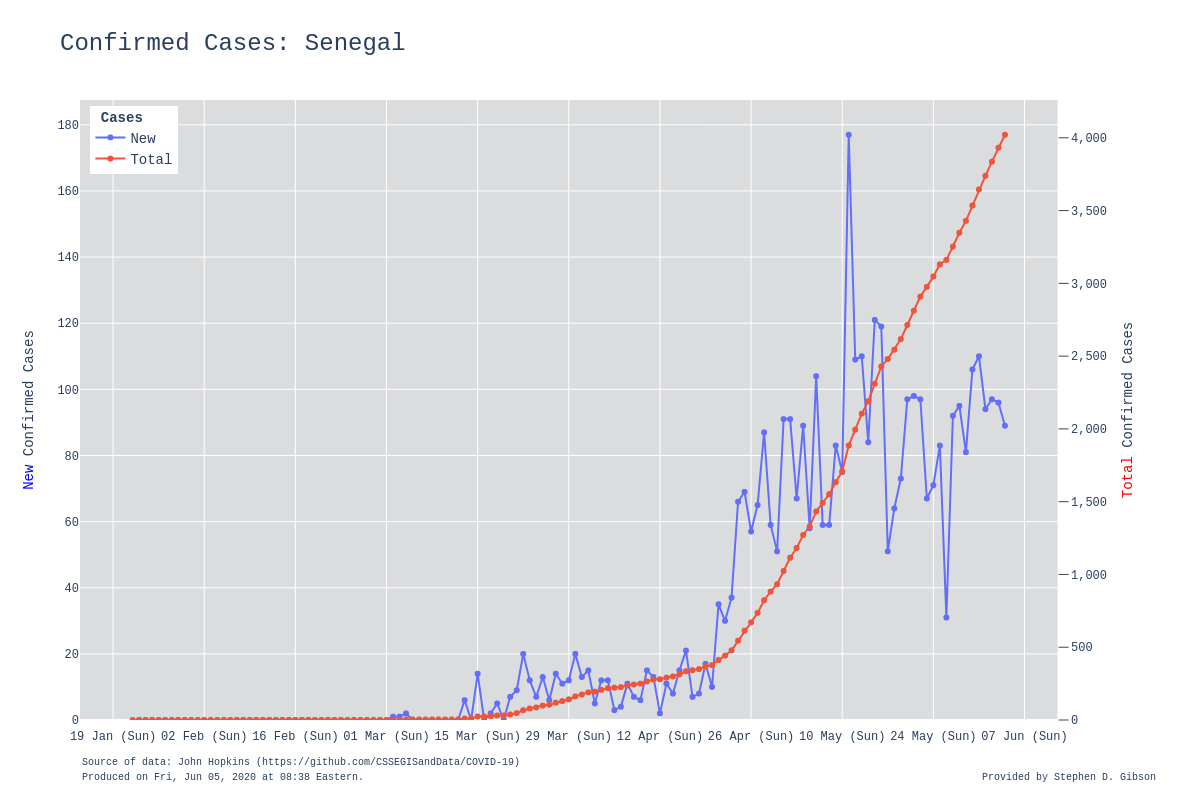 Confirmed Cases: Senegal
Cases
New
Total
180
160
140
120
100
80
60
40
20
0
4,000
3,500
3,000
2,500
2,000
1,500
1,000
500
0
New Confirmed Cases
Total Confirmed Cases
19 Jan (Sun) 02 Feb (Sun) 16 Feb (Sun) 01 Mar (Sun) 15 Mar (Sun) 29 Mar (Sun) 12 Apr (Sun) 26 Apr (Sun) 10 May (Sun) 24 May (Sun) 07 Jun (Sun)
Source of data: John Hopkins (https://github.com/CSSEGISandData/COVID-19)
Produced on Fri, Jun 05, 2020 at 08:38 Eastern.
Provided by Stephen D. Gibson